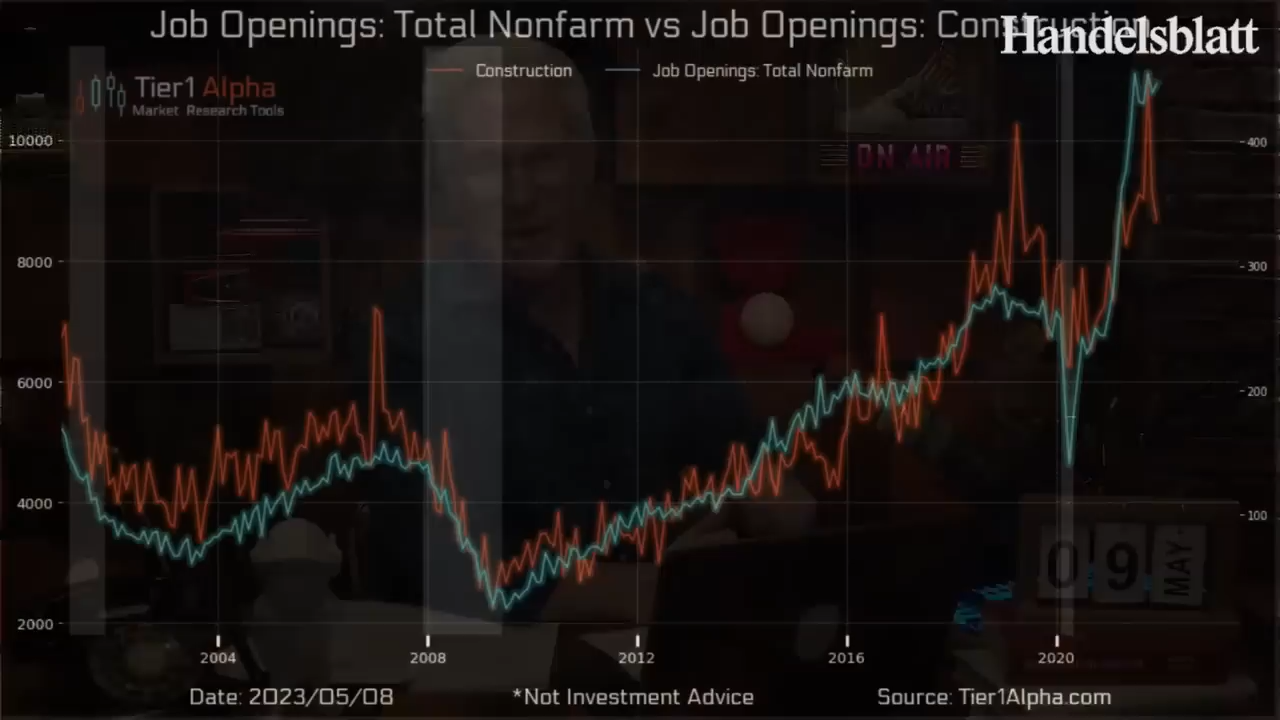 Job Openings: Total Nonfarm vs Job Openings: Construction
Handelsblatt
Construction
Job Openings: Total Nonfarm
Tier1 Alpha
Market Research Tools
ON AIR
10000
400
8000
300
6000
200
4000
100
2000
09 MAY
2004
2008
2012
2016
2020
Date: 2023/05/08
*Not Investment Advice
Source: Tier1Alpha.com